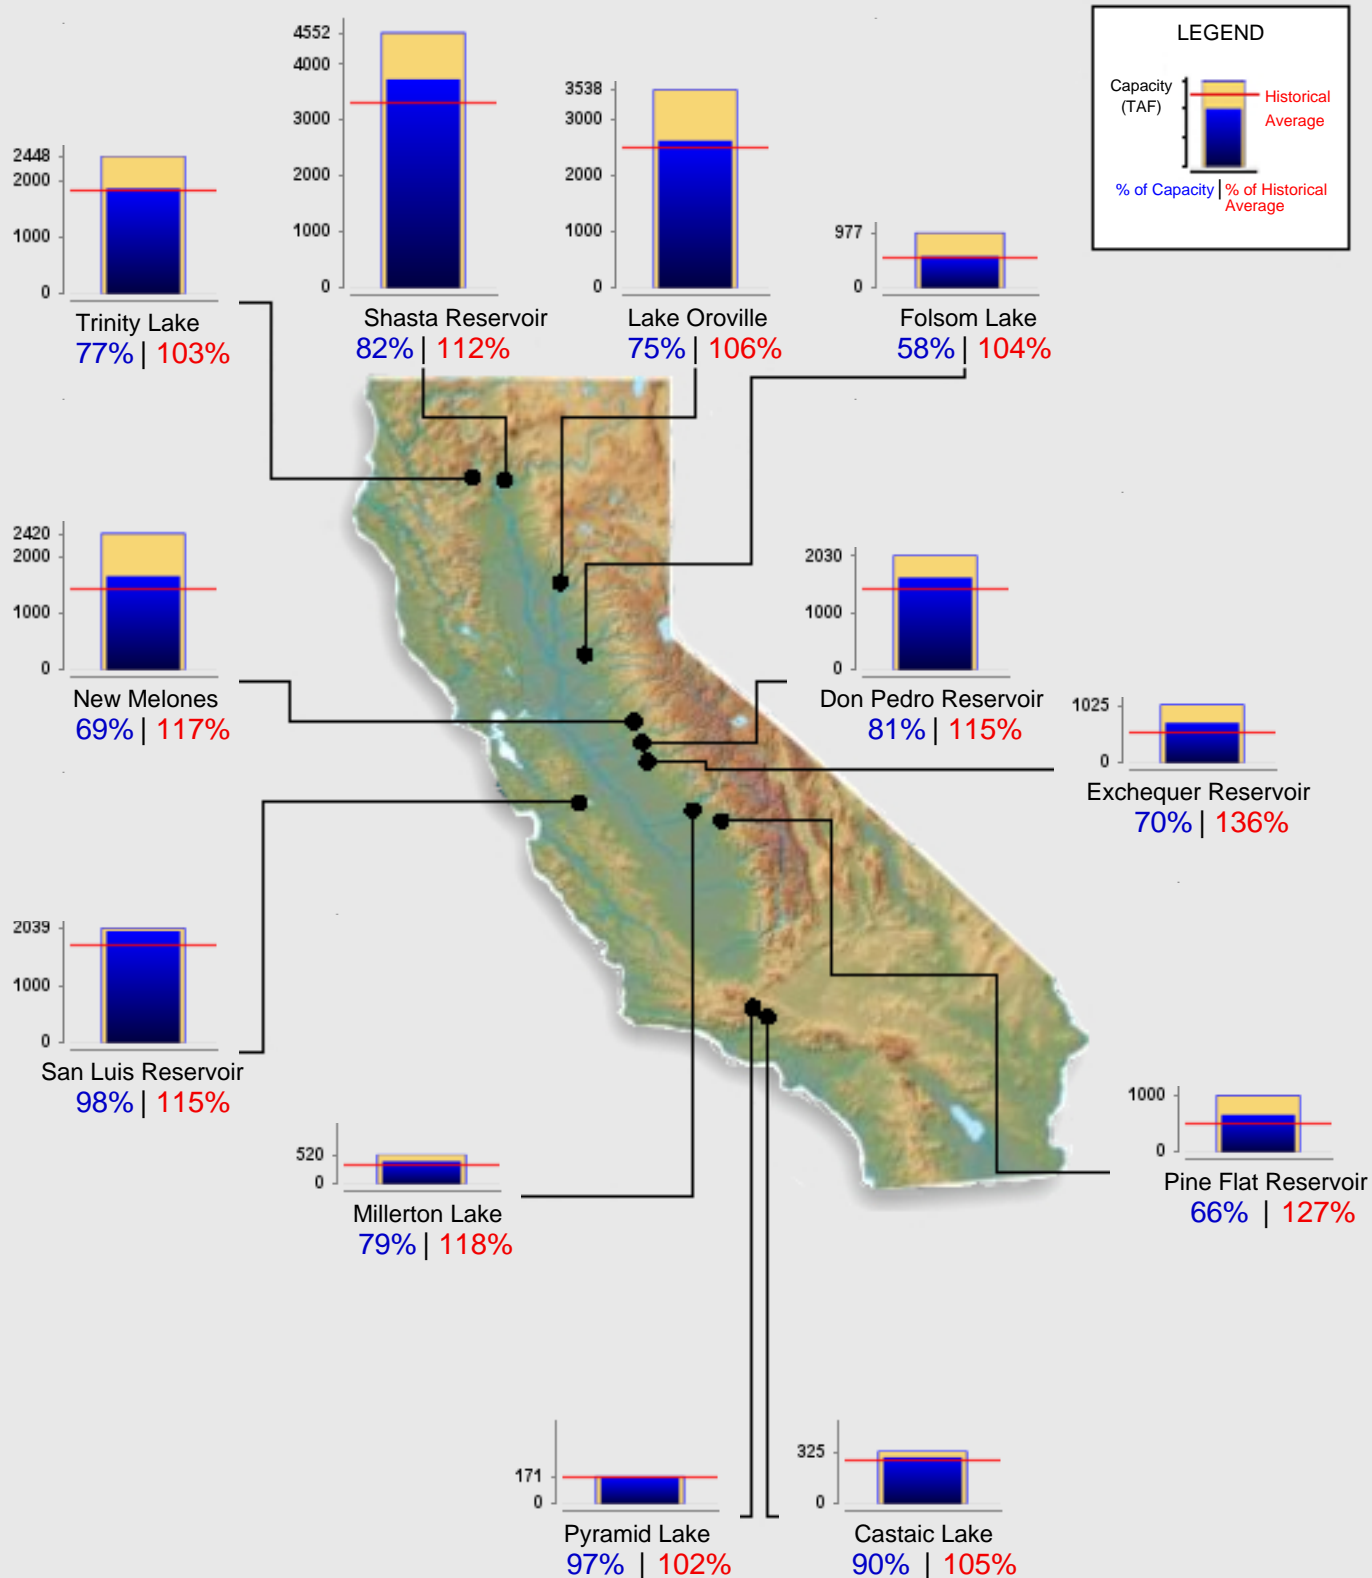 LEGEND
Capacity
(TAF)
Historical
Average
% of Capacity | % of Historical
Average
4552
4000
3000
2000
1000
0
Shasta Reservoir
82% | 112%
3538
3000
2000
1000
0
Lake Oroville
75% | 106%
2448
2000
1000
0
Trinity Lake
77% | 103%
977
0
Folsom Lake
58% | 104%
2420
2000
1000
0
New Melones
69% | 117%
2030
2000
1000
0
Don Pedro Reservoir
81% | 115%
1025
0
Exchequer Reservoir
70% | 136%
2039
1000
0
San Luis Reservoir
98% | 115%
520
0
Millerton Lake
79% | 118%
1000
0
Pine Flat Reservoir
66% | 127%
171
0
Pyramid Lake
97% | 102%
325
0
Castaic Lake
90% | 105%